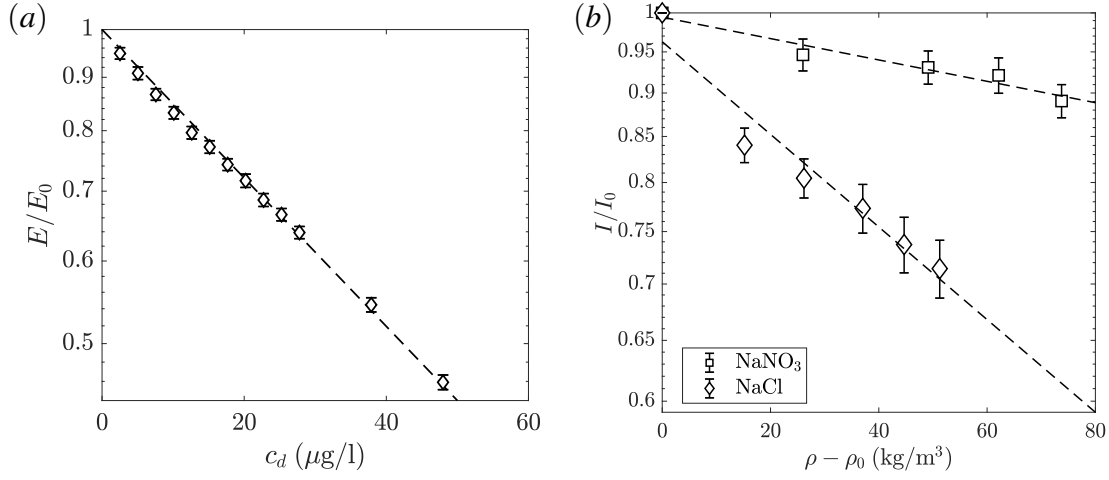 (a)
1
0.9
0.8
0.7
0.6
0.5
E/E₀
0 20 40 60
c_d (μg/l)
(b)
1
0.95
0.9
0.85
0.8
0.75
0.7
0.65
0.6
I/I₀
NaNO₃
NaCl
0 20 40 60 80
ρ − ρ₀ (kg/m³)